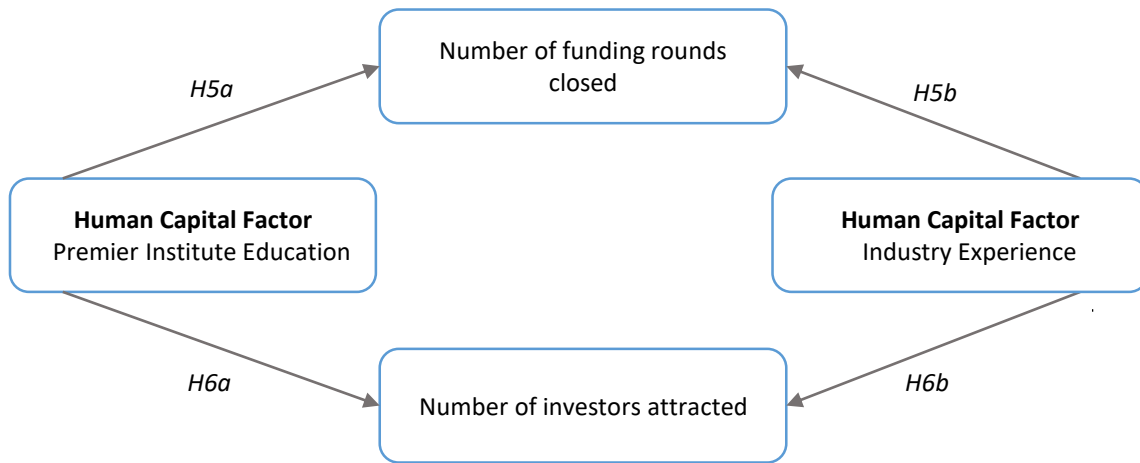 Number of funding rounds
closed
H5a
H5b
Human Capital Factor
Premier Institute Education
Human Capital Factor
Industry Experience
H6a
H6b
Number of investors attracted